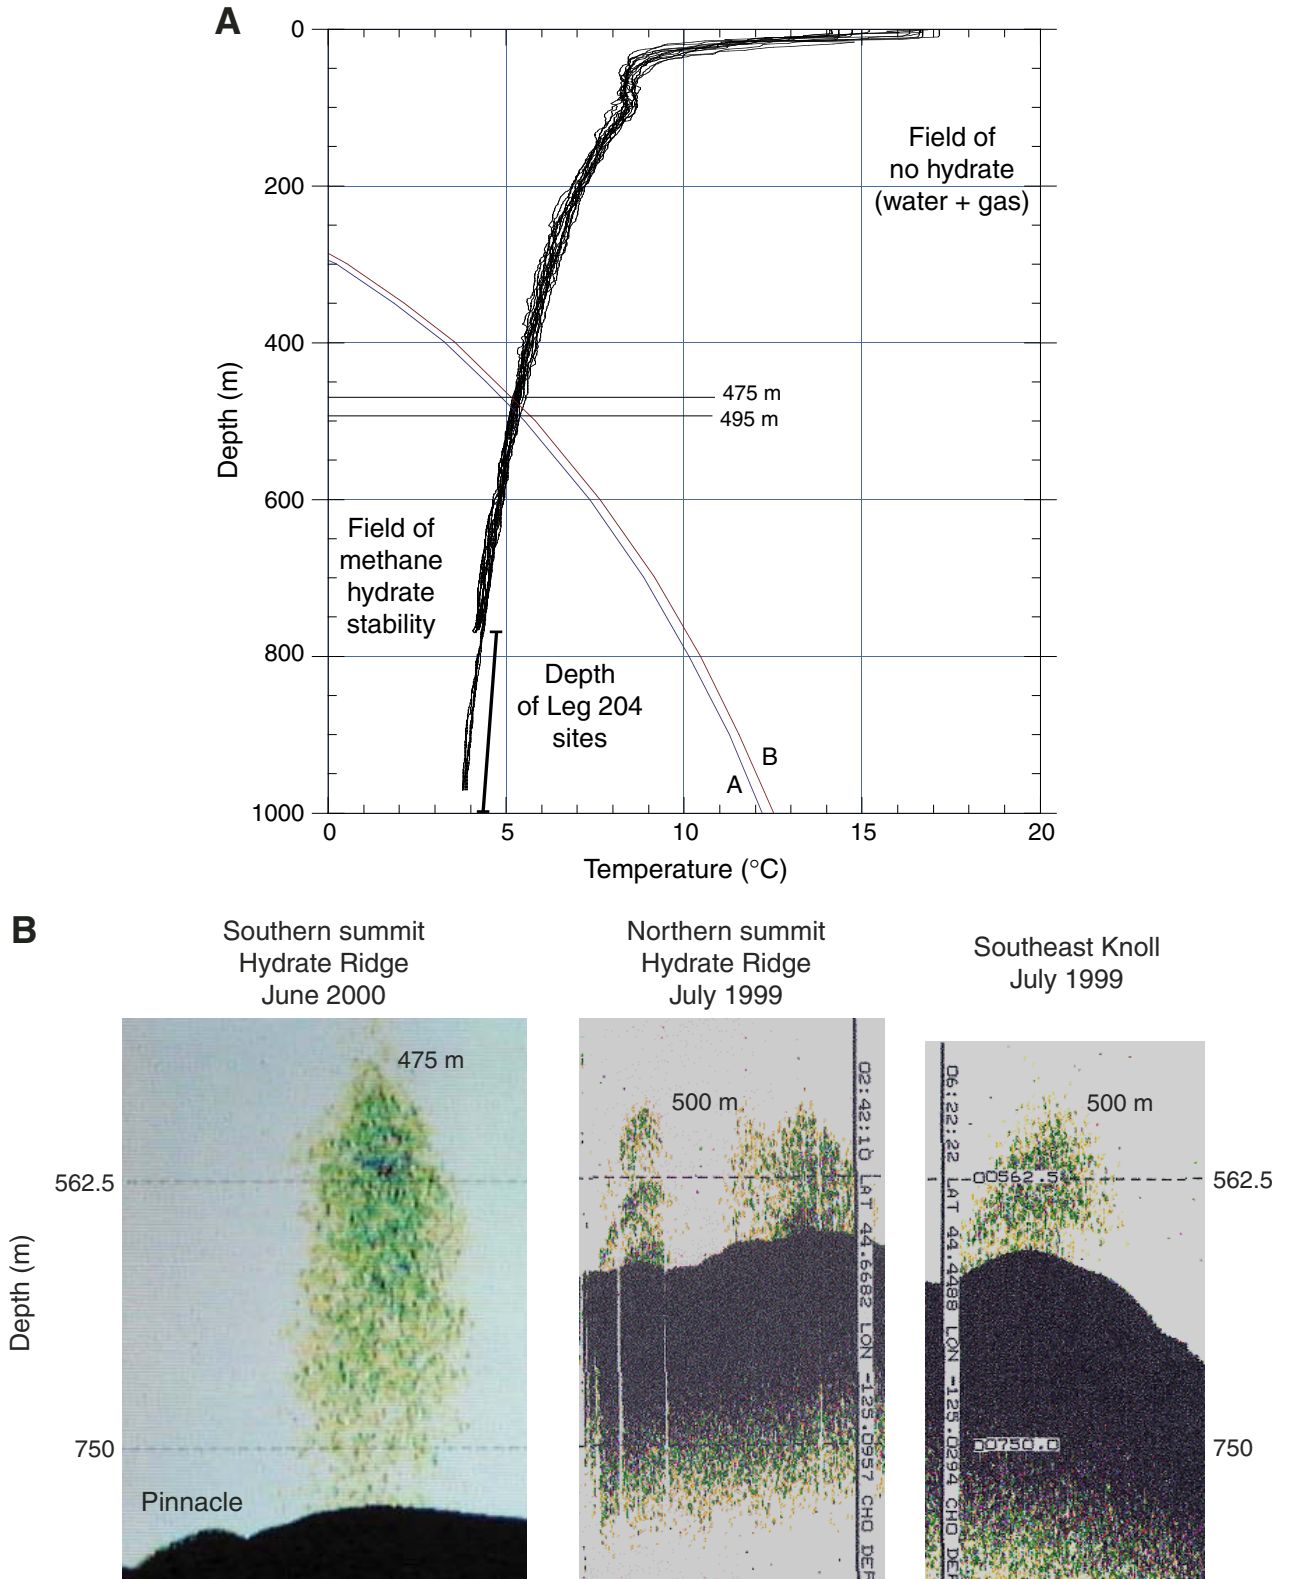 A
0
200
400
600
800
1000
Depth (m)
0
5
10
15
20
Temperature (°C)
Field of
no hydrate
(water + gas)
475 m
495 m
Field of
methane
hydrate
stability
Depth
of Leg 204
sites
B
A
B
Southern summit
Hydrate Ridge
June 2000
Northern summit
Hydrate Ridge
July 1999
Southeast Knoll
July 1999
Depth (m)
562.5
750
475 m
Pinnacle
500 m
02:42:10 LAT 44.6682 LON -125.0957 CHO DEP
500 m
06:22:22 LAT 44.4488 LON -125.0294 CHO DEP
00562.5
00750.0
562.5
750